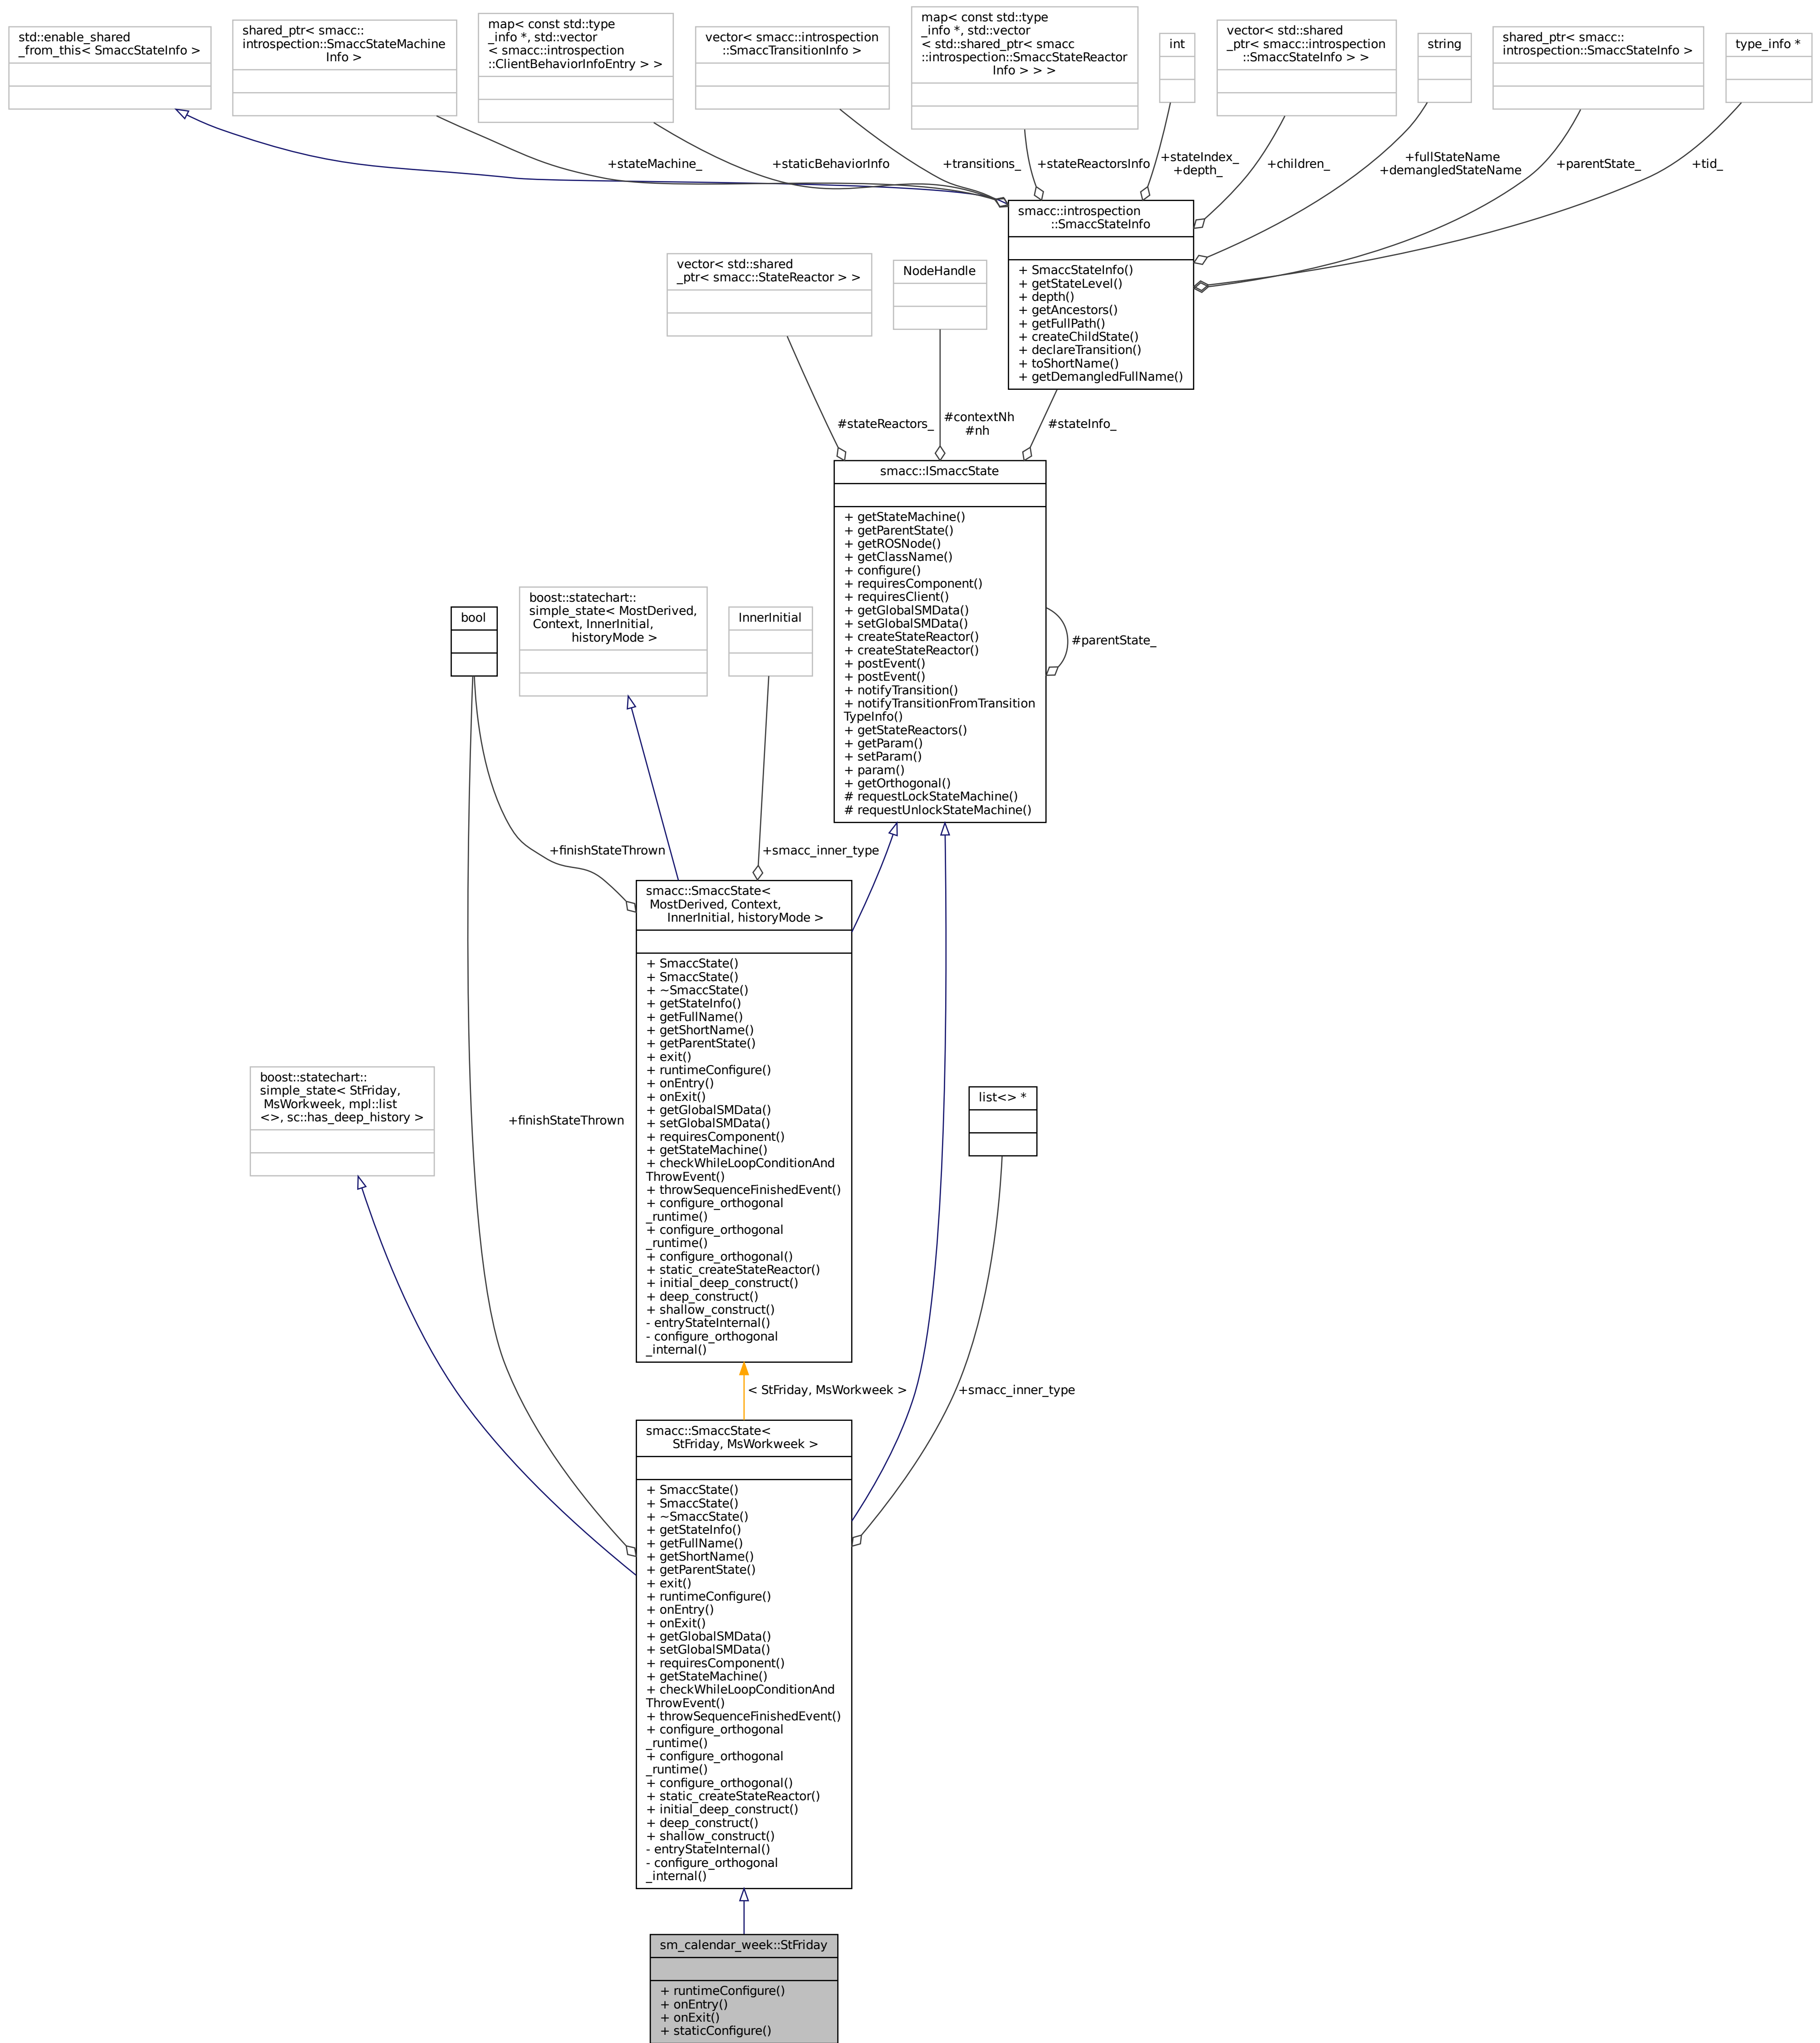 std::enable_shared
_from_this< SmaccStateInfo >
shared_ptr< smacc::
introspection::SmaccStateMachine
Info >
map< const std::type
_info *, std::vector
< smacc::introspection
::ClientBehaviorInfoEntry > >
vector< smacc::introspection
::SmaccTransitionInfo >
map< const std::type
_info *, std::vector
< std::shared_ptr< smacc
::introspection::SmaccStateReactor
Info > > >
int
vector< std::shared
_ptr< smacc::introspection
::SmaccStateInfo > >
string
shared_ptr< smacc::
introspection::SmaccStateInfo >
type_info *
+stateMachine_
+staticBehaviorInfo
+transitions_
+stateReactorsInfo
+stateIndex_
+depth_
+children_
+fullStateName
+demangledStateName
+parentState_
+tid_
smacc::introspection
::SmaccStateInfo
+ SmaccStateInfo()
+ getStateLevel()
+ depth()
+ getAncestors()
+ getFullPath()
+ createChildState()
+ declareTransition()
+ toShortName()
+ getDemangledFullName()
vector< std::shared
_ptr< smacc::StateReactor > >
NodeHandle
#stateReactors_
#contextNh
#nh
#stateInfo_
smacc::ISmaccState
+ getStateMachine()
+ getParentState()
+ getROSNode()
+ getClassName()
+ configure()
+ requiresComponent()
+ requiresClient()
+ getGlobalSMData()
+ setGlobalSMData()
+ createStateReactor()
+ createStateReactor()
+ postEvent()
+ postEvent()
+ notifyTransition()
+ notifyTransitionFromTransition
TypeInfo()
+ getStateReactors()
+ getParam()
+ setParam()
+ param()
+ getOrthogonal()
# requestLockStateMachine()
# requestUnlockStateMachine()
#parentState_
bool
boost::statechart::
simple_state< MostDerived,
Context, InnerInitial,
historyMode >
InnerInitial
+finishStateThrown
+smacc_inner_type
smacc::SmaccState<
MostDerived, Context,
InnerInitial, historyMode >
+ SmaccState()
+ SmaccState()
+ ~SmaccState()
+ getStateInfo()
+ getFullName()
+ getShortName()
+ getParentState()
+ exit()
+ runtimeConfigure()
+ onEntry()
+ onExit()
+ getGlobalSMData()
+ setGlobalSMData()
+ requiresComponent()
+ getStateMachine()
+ checkWhileLoopConditionAnd
ThrowEvent()
+ throwSequenceFinishedEvent()
+ configure_orthogonal
_runtime()
+ configure_orthogonal
_runtime()
+ configure_orthogonal()
+ static_createStateReactor()
+ initial_deep_construct()
+ deep_construct()
+ shallow_construct()
- entryStateInternal()
- configure_orthogonal
_internal()
boost::statechart::
simple_state< StFriday,
MsWorkweek, mpl::list
<>, sc::has_deep_history >
+finishStateThrown
list<> *
< StFriday, MsWorkweek >
+smacc_inner_type
smacc::SmaccState<
StFriday, MsWorkweek >
+ SmaccState()
+ SmaccState()
+ ~SmaccState()
+ getStateInfo()
+ getFullName()
+ getShortName()
+ getParentState()
+ exit()
+ runtimeConfigure()
+ onEntry()
+ onExit()
+ getGlobalSMData()
+ setGlobalSMData()
+ requiresComponent()
+ getStateMachine()
+ checkWhileLoopConditionAnd
ThrowEvent()
+ throwSequenceFinishedEvent()
+ configure_orthogonal
_runtime()
+ configure_orthogonal
_runtime()
+ configure_orthogonal()
+ static_createStateReactor()
+ initial_deep_construct()
+ deep_construct()
+ shallow_construct()
- entryStateInternal()
- configure_orthogonal
_internal()
sm_calendar_week::StFriday
+ runtimeConfigure()
+ onEntry()
+ onExit()
+ staticConfigure()